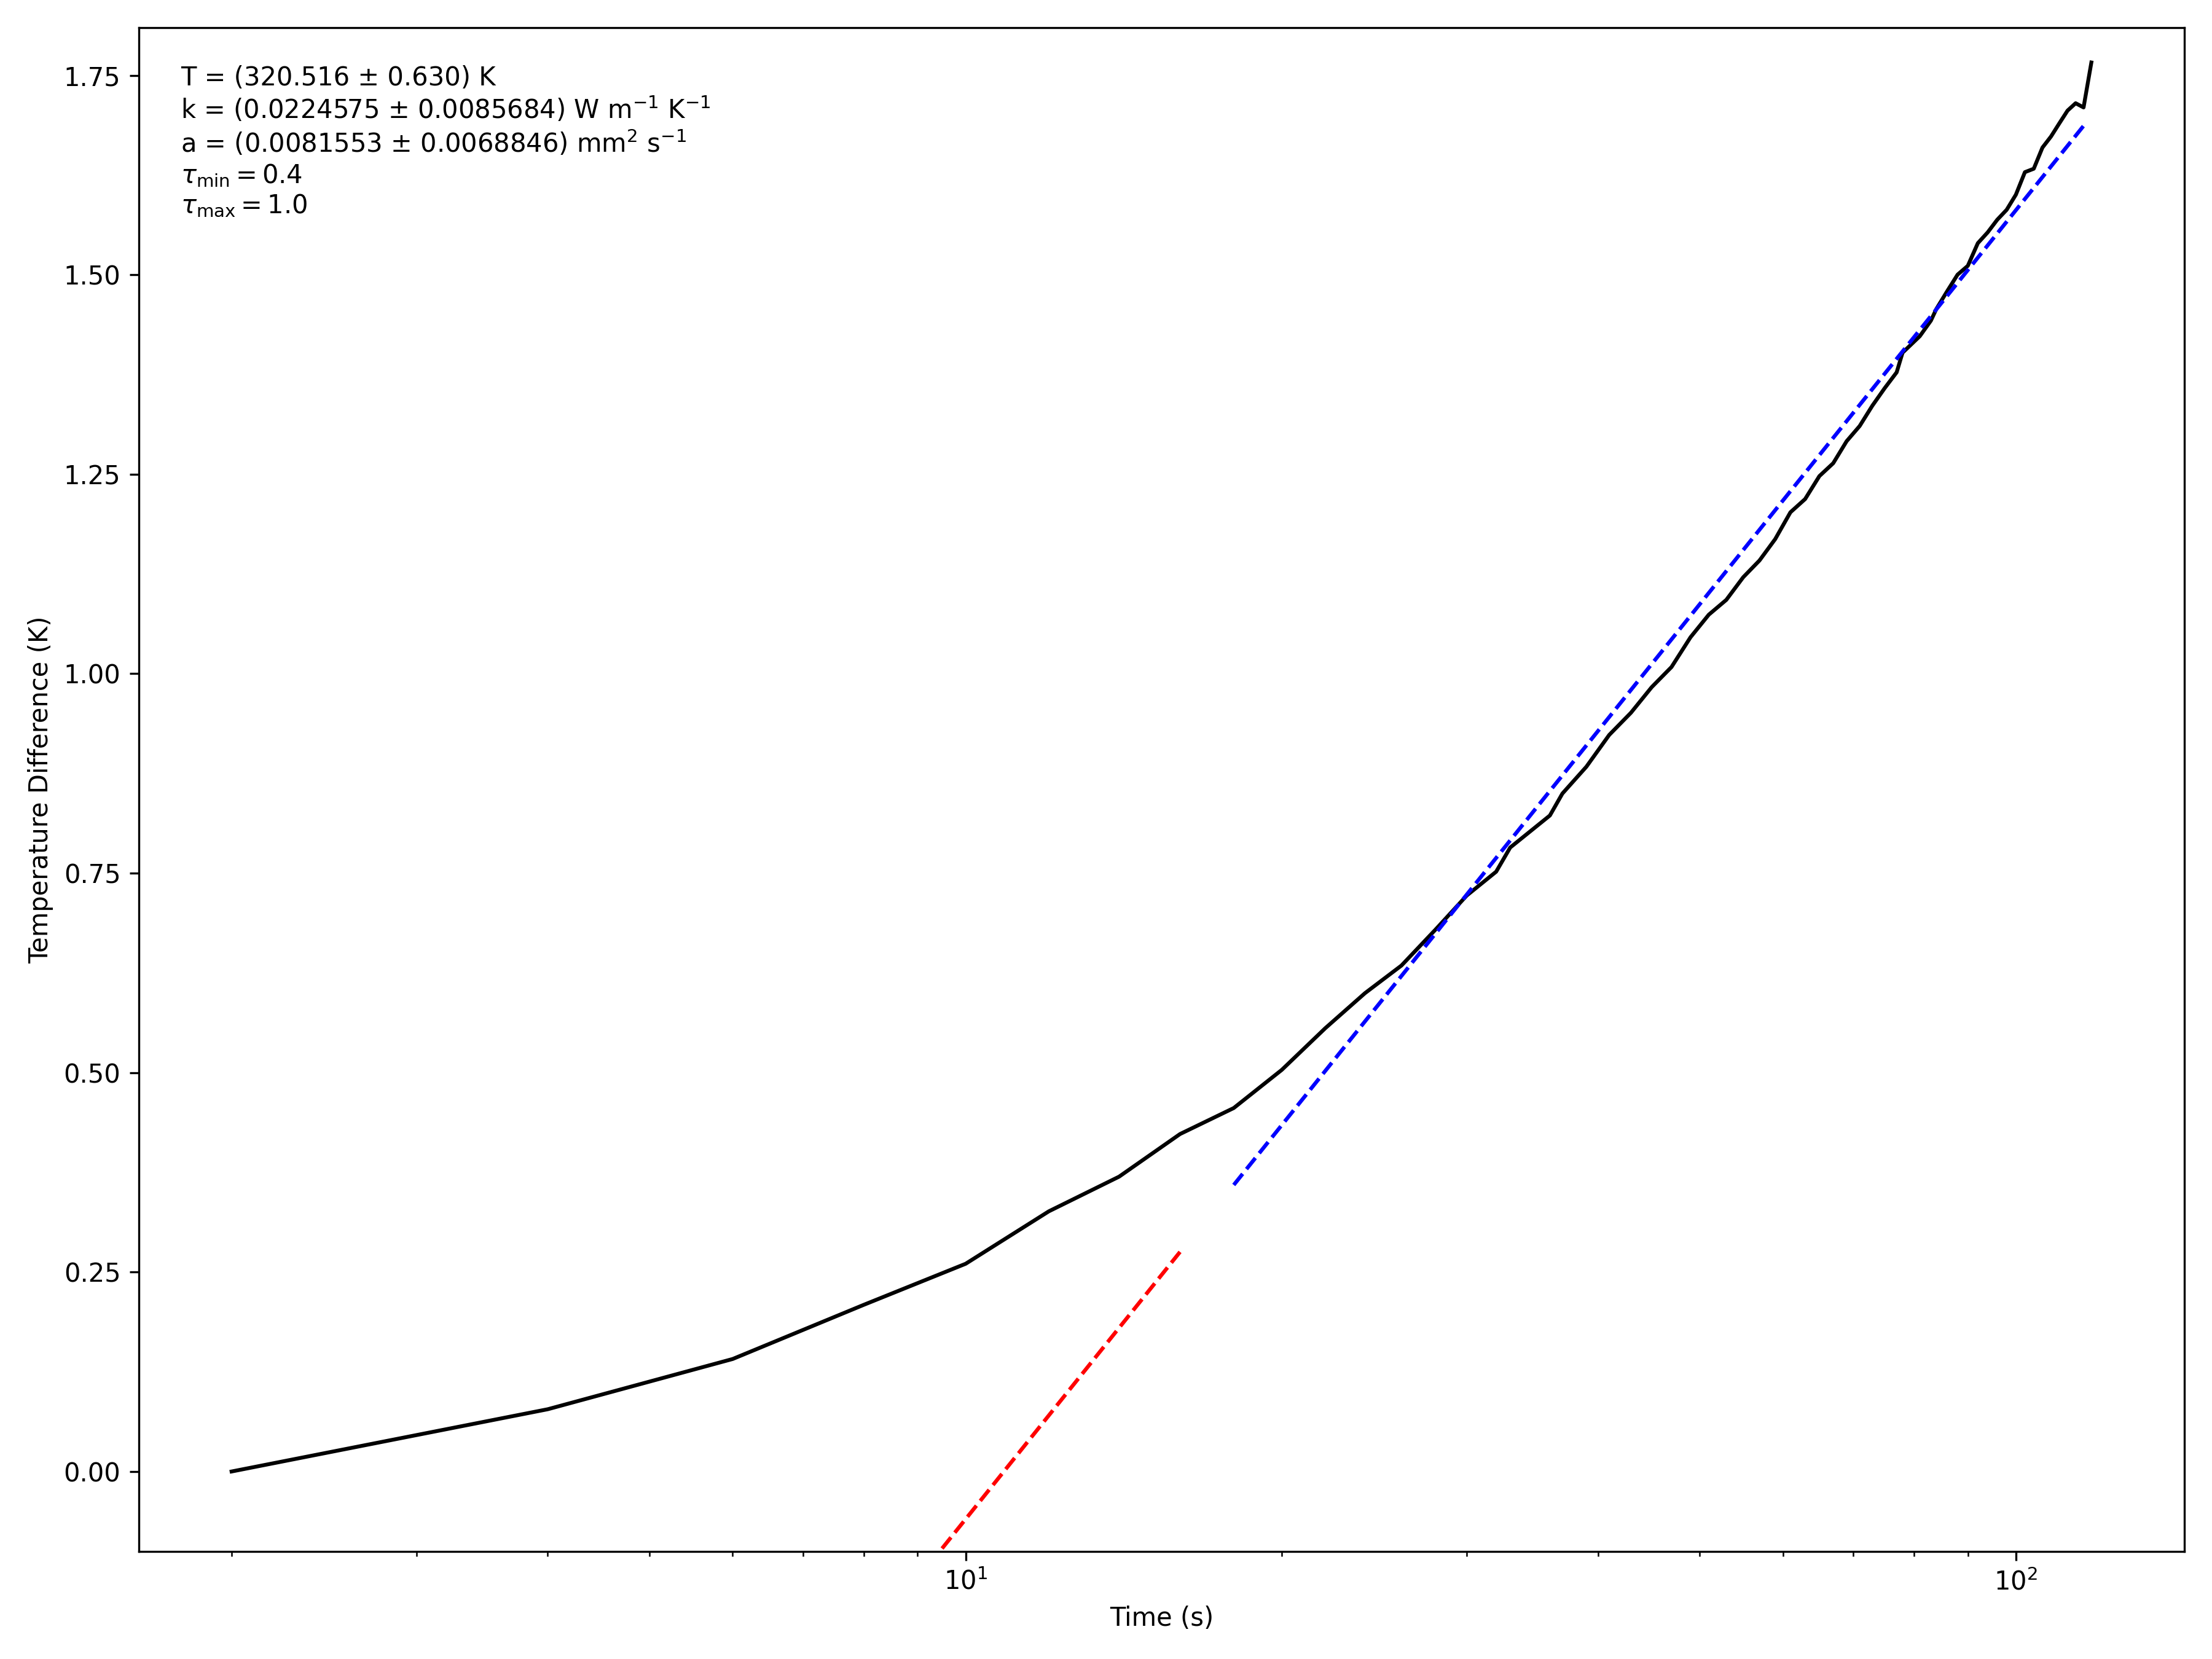 T = (320.516 ± 0.630) K
k = (0.0224575 ± 0.0085684) W m⁻¹ K⁻¹
a = (0.0081553 ± 0.0068846) mm² s⁻¹
τmin = 0.4
τmax = 1.0
1.75
1.50
1.25
1.00
0.75
0.50
0.25
0.00
Temperature Difference (K)
10¹
10²
Time (s)